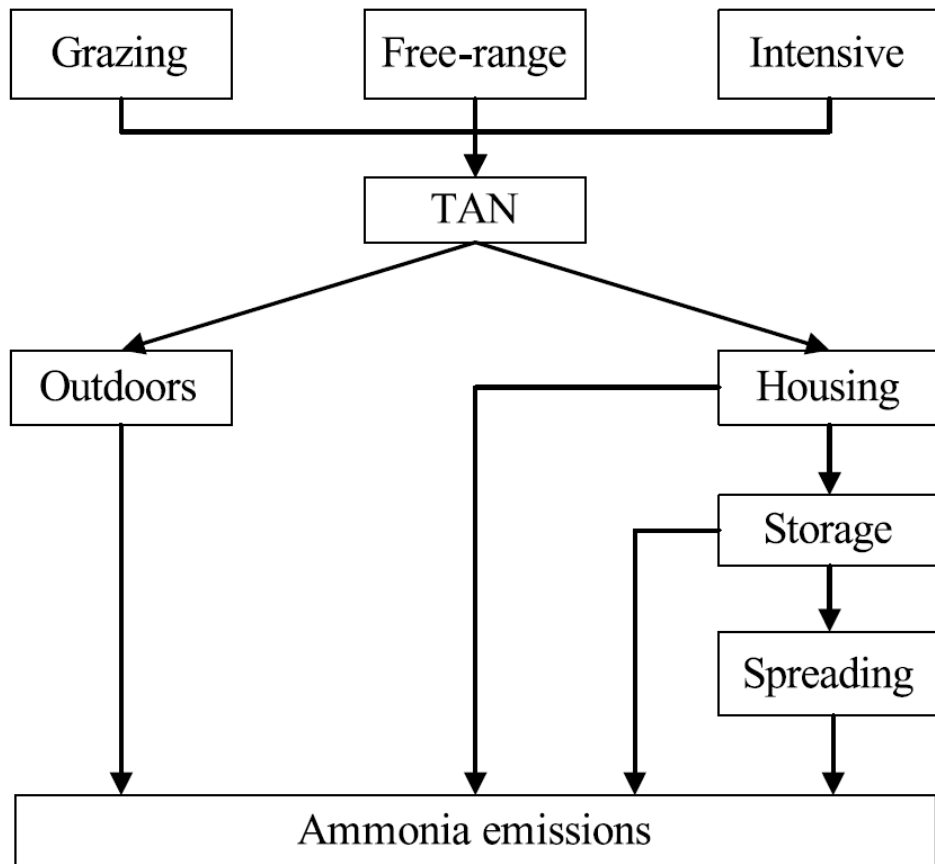 Grazing
Free-range
Intensive
TAN
Outdoors
Housing
Storage
Spreading
Ammonia emissions